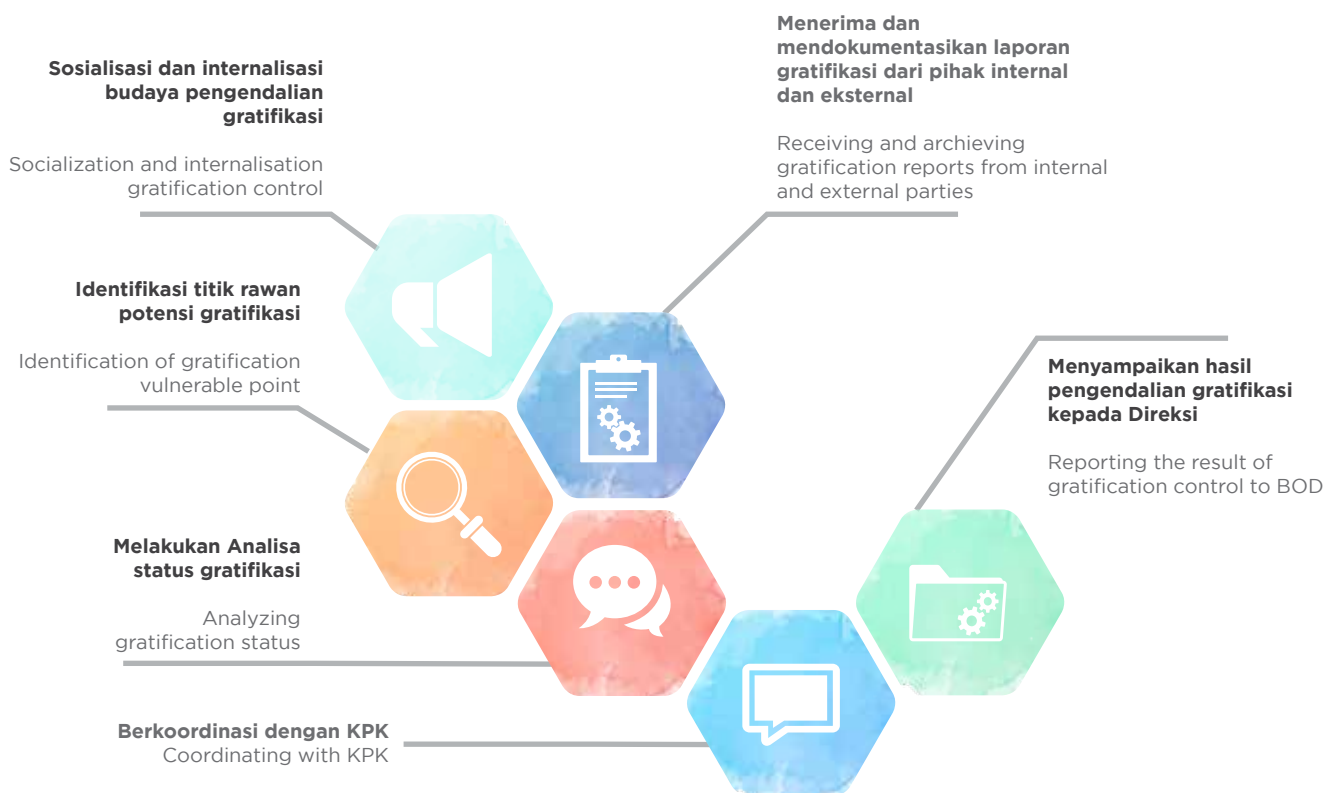 Sosialisasi dan internalisasi
budaya pengendalian
gratifikasi
Socialization and internalisation
gratification control
Menerima dan
mendokumentasikan laporan
gratifikasi dari pihak internal
dan eksternal
Receiving and archieving
gratification reports from internal
and external parties
Identifikasi titik rawan
potensi gratifikasi
Identification of gratification
vulnerable point
Menyampaikan hasil
pengendalian gratifikasi
kepada Direksi
Reporting the result of
gratification control to BOD
Melakukan Analisa
status gratifikasi
Analyzing
gratification status
Berkoordinasi dengan KPK
Coordinating with KPK